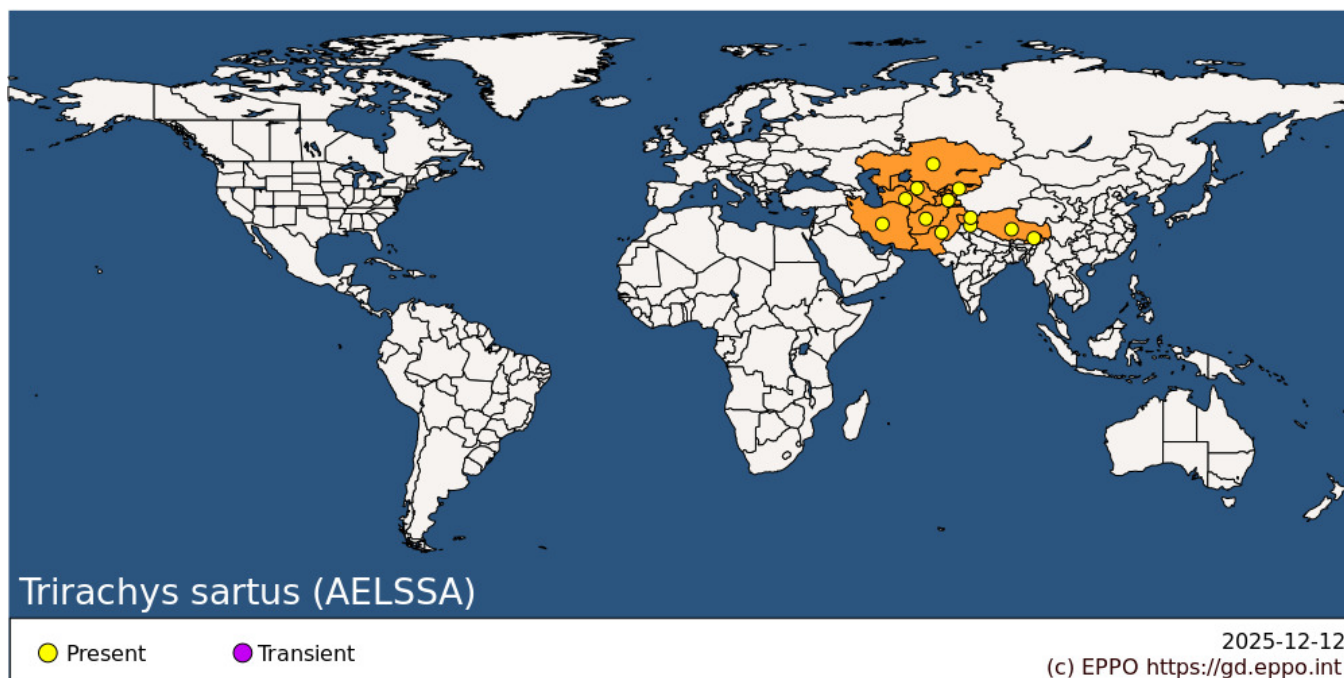 Trirachys sartus (AELSSA)
Present
Transient
2025-12-12
(c) EPPO https://gd.eppo.int